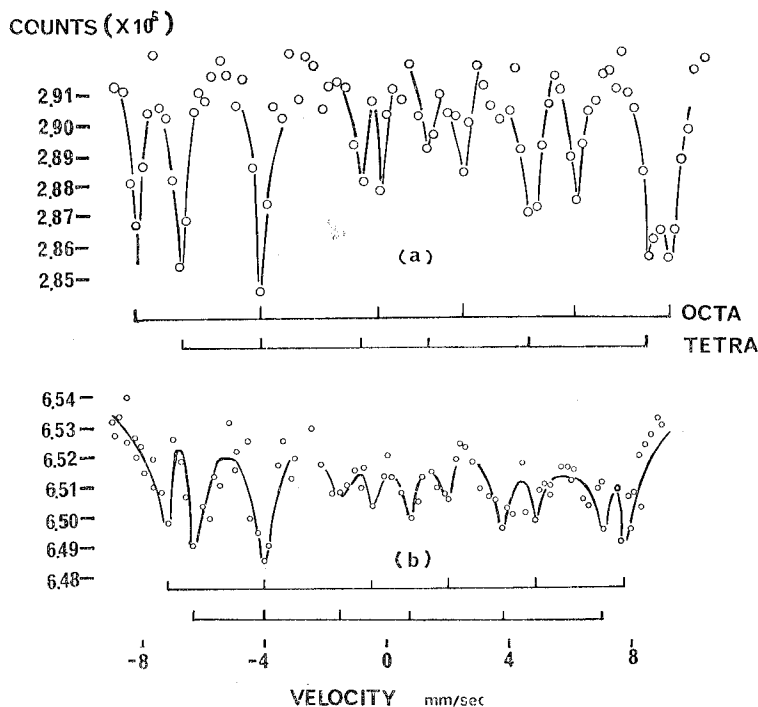 COUNTS (X10⁶)
2,91
2,90
2,89
2,88
2,87
2,86
2,85
(a)
OCTA
TETRA
6,54
6,53
6,52
6,51
6,50
6,49
6,48
(b)
-8 -4 0 4 8
VELOCITY mm/sec